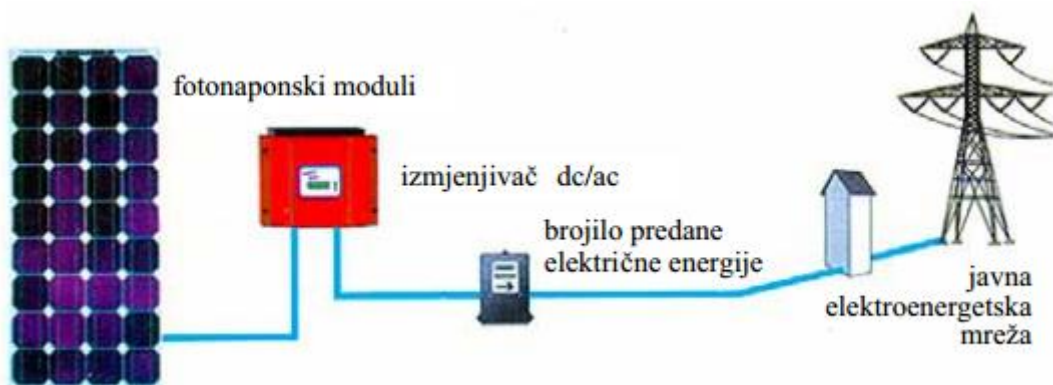 fotonaponski moduli
izmjenjivač dc/ac
brojilo predane
električne energije
javna
elektroenergetska
mreža